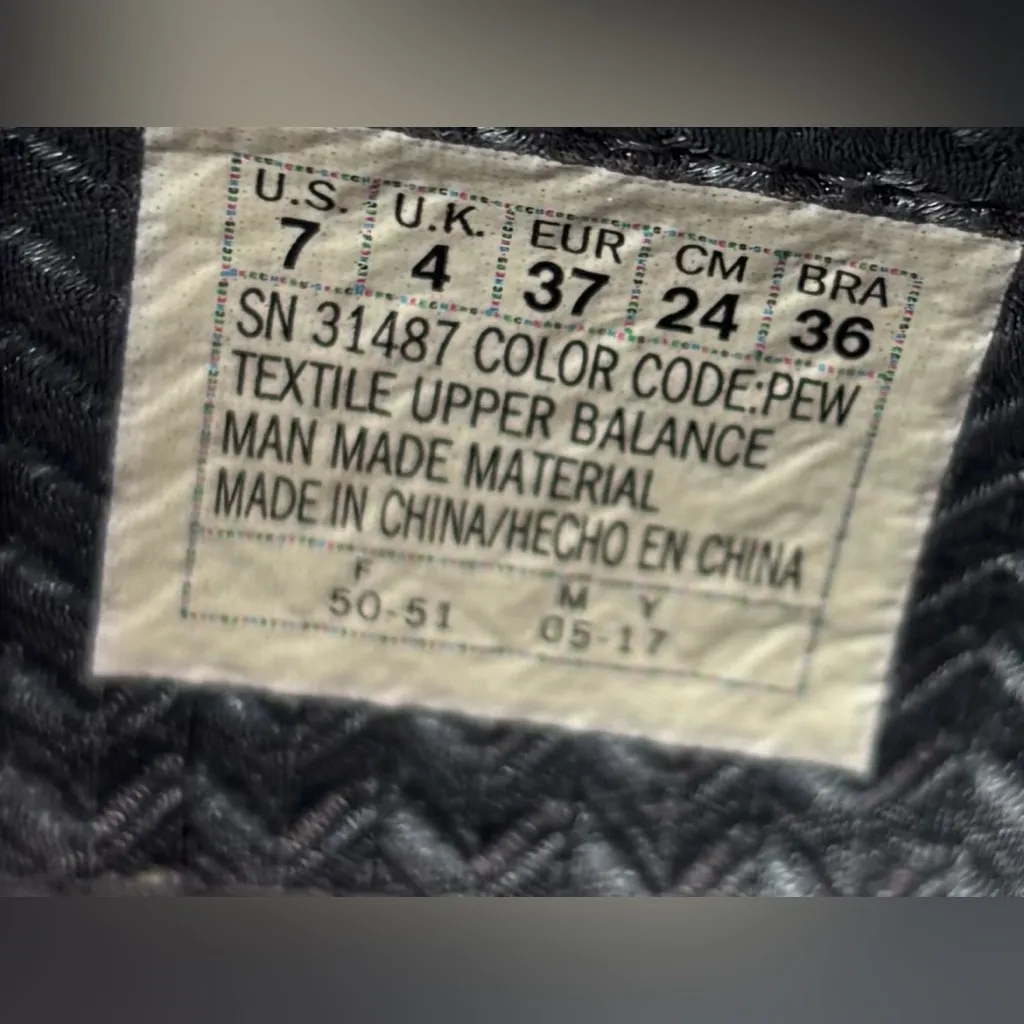 U.S. U.K. EUR CM BRA
7 4 37 24 36
SN 31487 COLOR CODE:PEW
TEXTILE UPPER BALANCE
MAN MADE MATERIAL
MADE IN CHINA/HECHO EN CHINA
F M Y
50-51 05-17